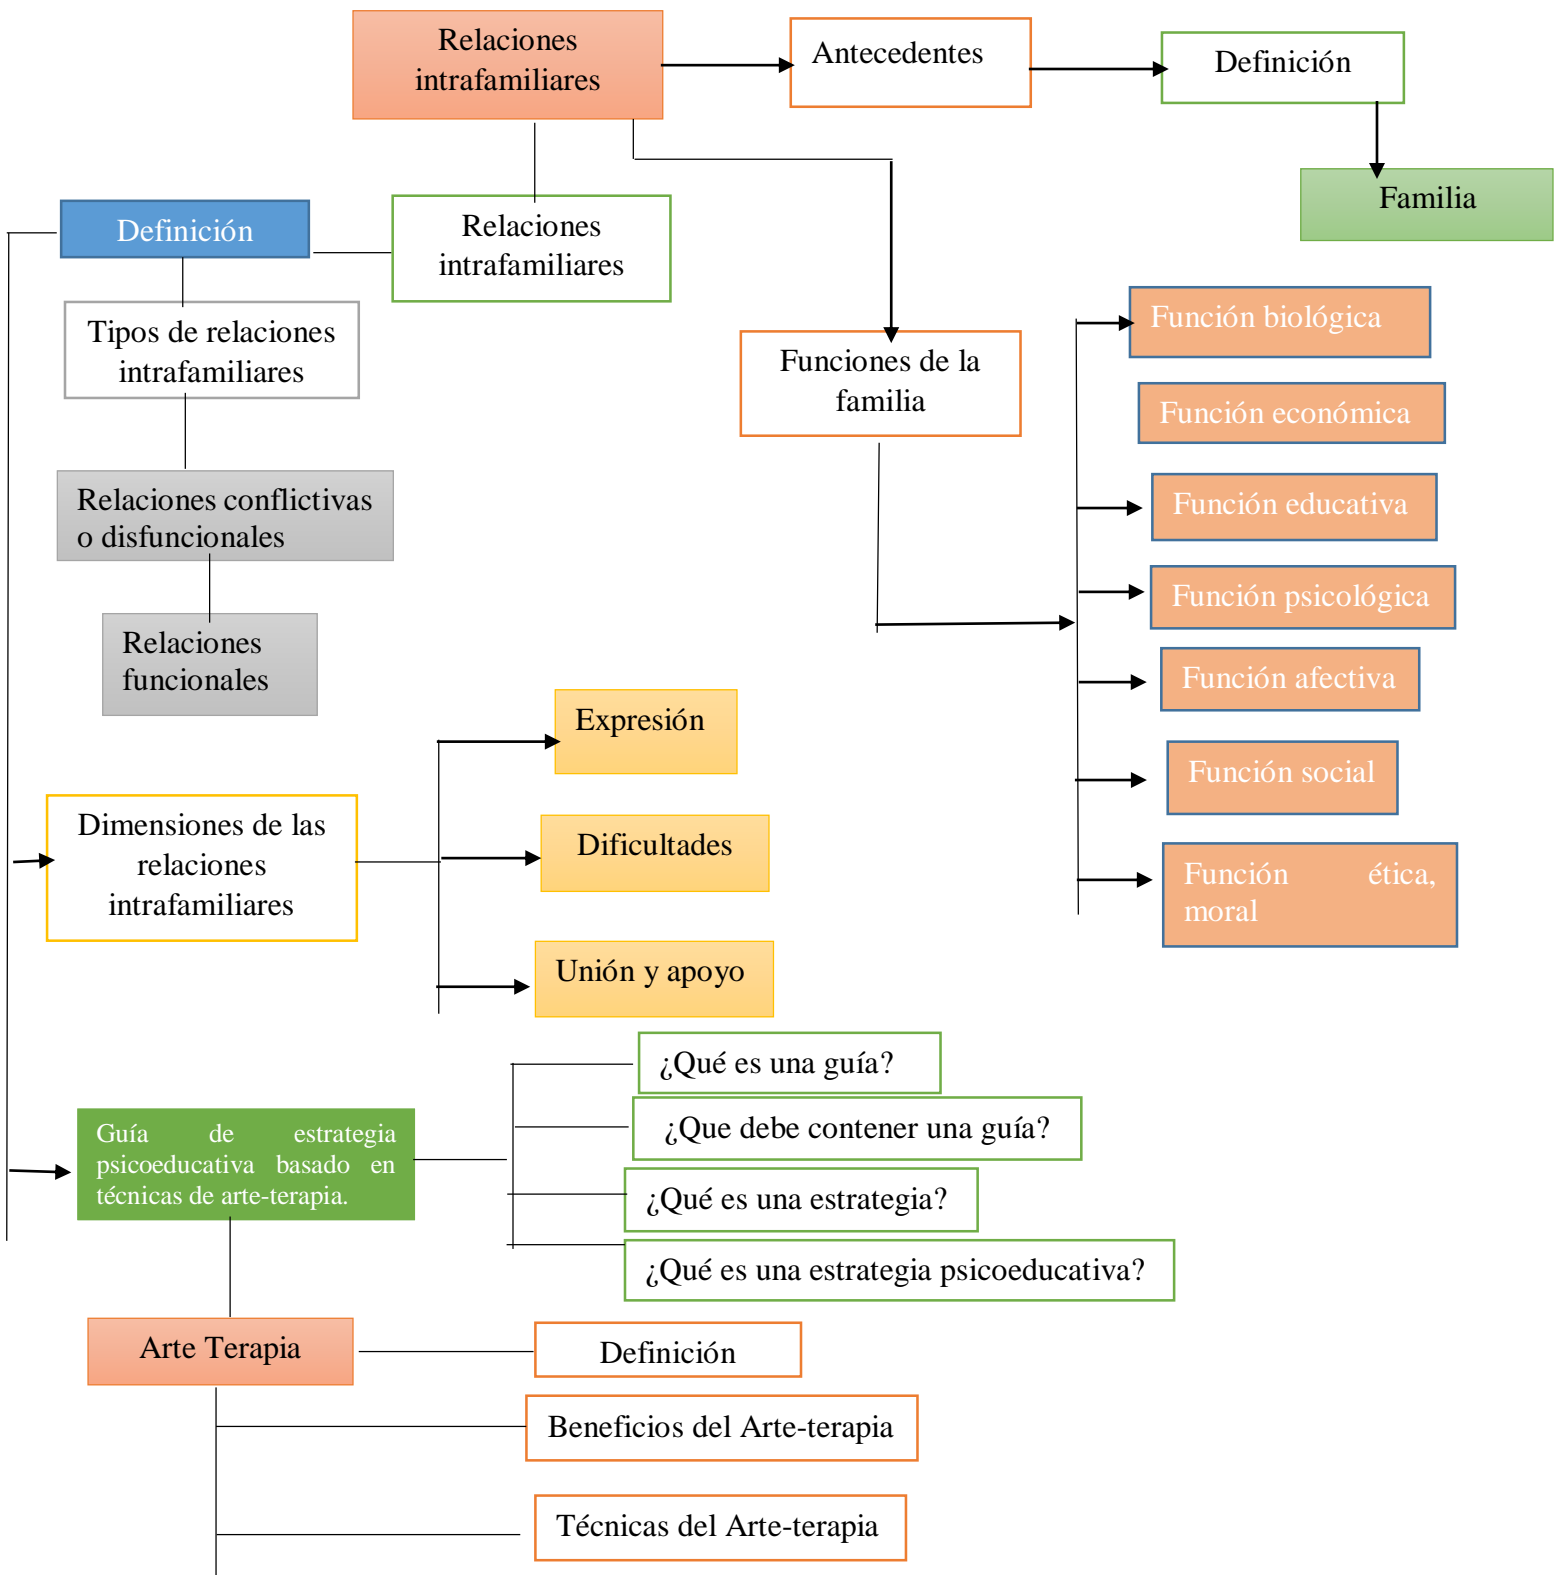 Relaciones
intrafamiliares
Antecedentes
Definición
Familia
Definición
Relaciones
intrafamiliares
Tipos de relaciones
intrafamiliares
Relaciones conflictivas
o disfuncionales
Relaciones
funcionales
Funciones de la
familia
Función biológica
Función económica
Función educativa
Función psicológica
Función afectiva
Función social
Función ética,
moral
Dimensiones de las
relaciones
intrafamiliares
Expresión
Dificultades
Unión y apoyo
Guía de estrategia
psicoeducativa basado en
técnicas de arte-terapia.
¿Qué es una guía?
¿Que debe contener una guía?
¿Qué es una estrategia?
¿Qué es una estrategia psicoeducativa?
Arte Terapia
Definición
Beneficios del Arte-terapia
Técnicas del Arte-terapia